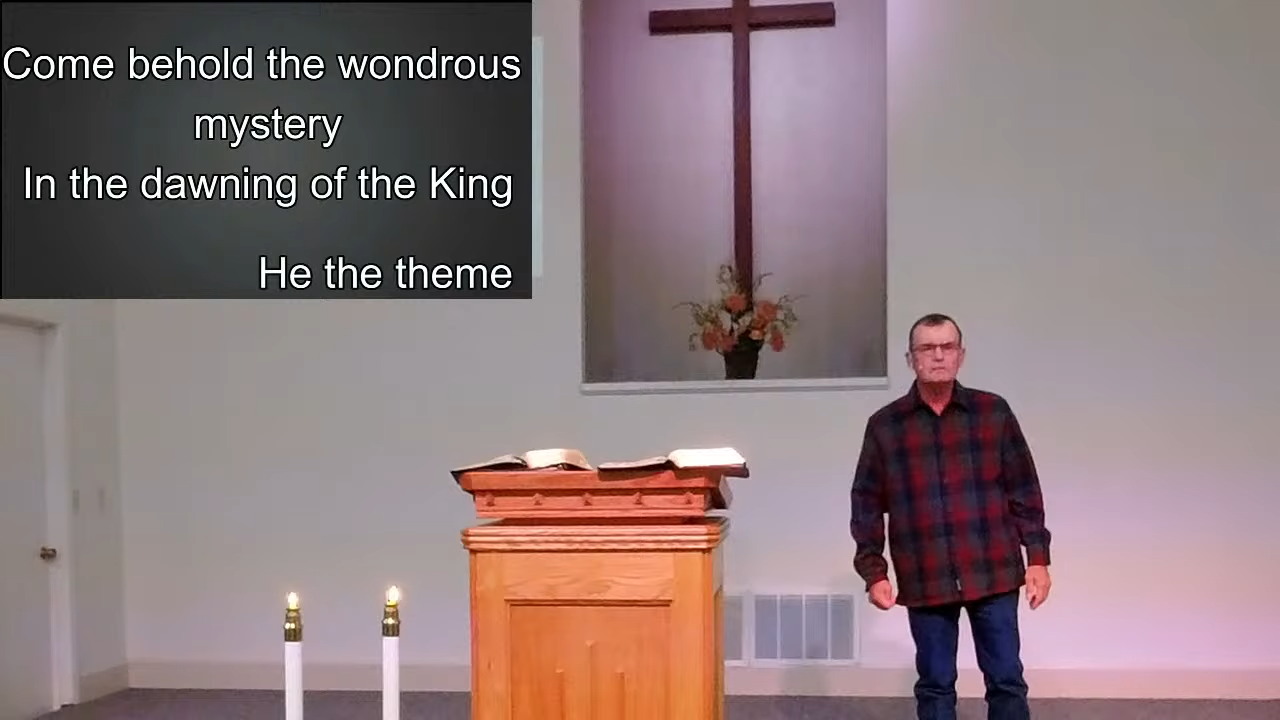 Come behold the wondrous
mystery
In the dawning of the King
He the theme